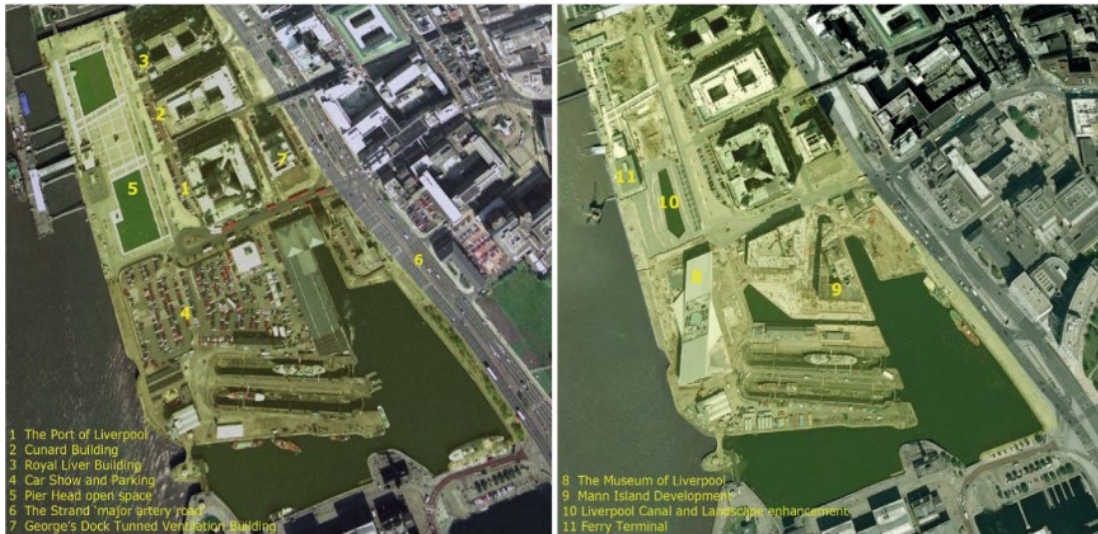 3
2
1
7
5
6
4
1 The Port of Liverpool
2 Cunard Building
3 Royal Liver Building
4 Car Show and Parking
5 Pier Head open space
6 The Strand 'major artery road'
7 George's Dock Tunned Ventilation Building
11
10
8
9
8 The Museum of Liverpool
9 Mann Island Development
10 Liverpool Canal and Landscape enhancement
11 Ferry Terminal